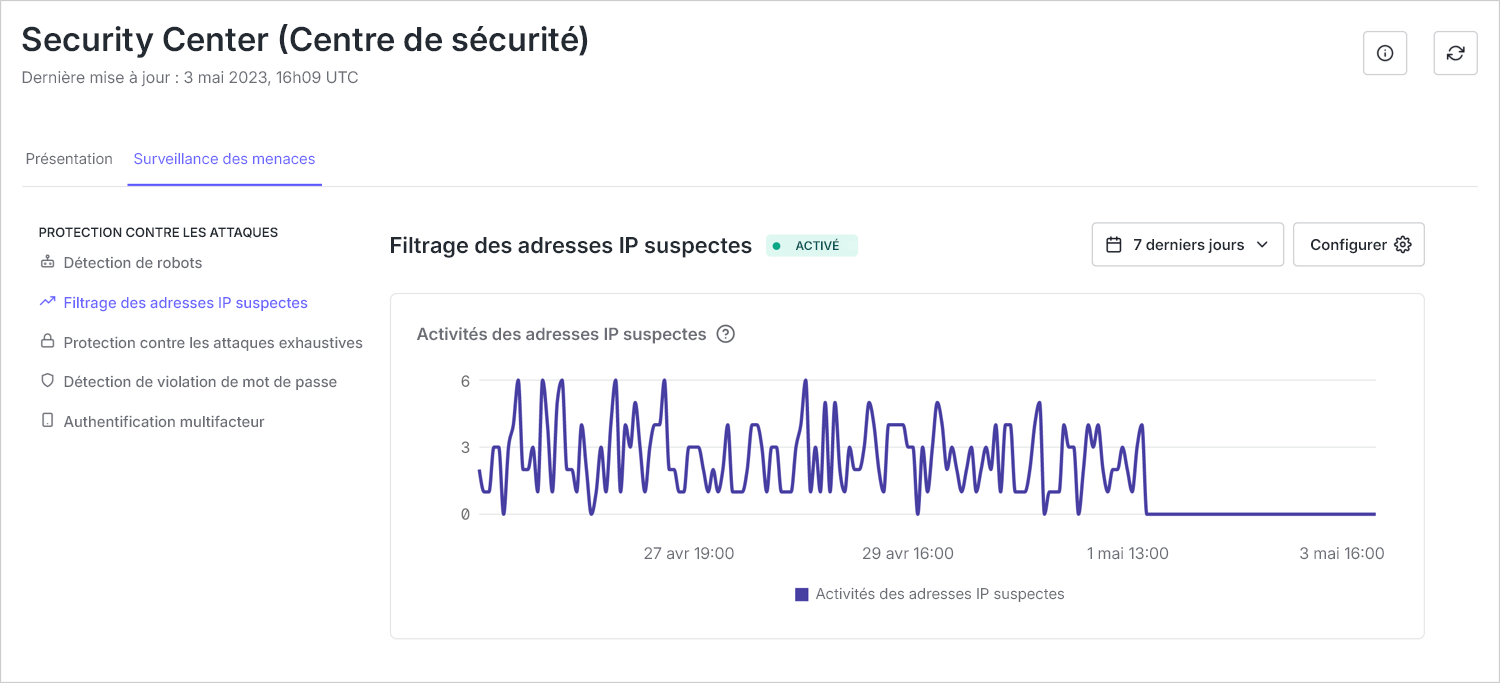 Security Center (Centre de sécurité)
Dernière mise à jour : 3 mai 2023, 16h09 UTC
Présentation
Surveillance des menaces
PROTECTION CONTRE LES ATTAQUES
Détection de robots
Filtrage des adresses IP suspectes
Protection contre les attaques exhaustives
Détection de violation de mot de passe
Authentification multifacteur
Filtrage des adresses IP suspectes
ACTIVÉ
7 derniers jours
Configurer
Activités des adresses IP suspectes
6
3
0
27 avr 19:00
29 avr 16:00
1 mai 13:00
3 mai 16:00
Activités des adresses IP suspectes